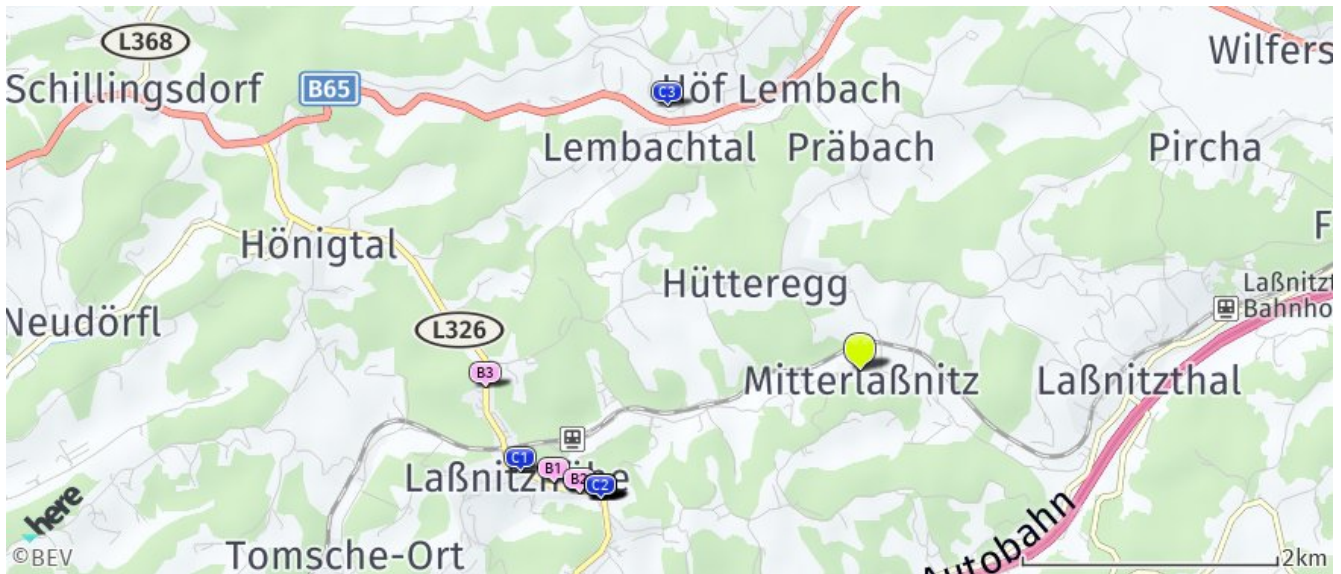 L368
Wilfers
Schillingsdorf
B65
C3
Höf Lembach
Lembachtal
Präbach
Pircha
F
Hönigtal
Hütteregg
Laßnitzt
Bahnho
Neudörfl
L326
B3
Mitterlaßnitz
Laßnitzthal
C1
B1
B2
C2
here
Autobahn
©BEV
Tomsche-Ort
2km